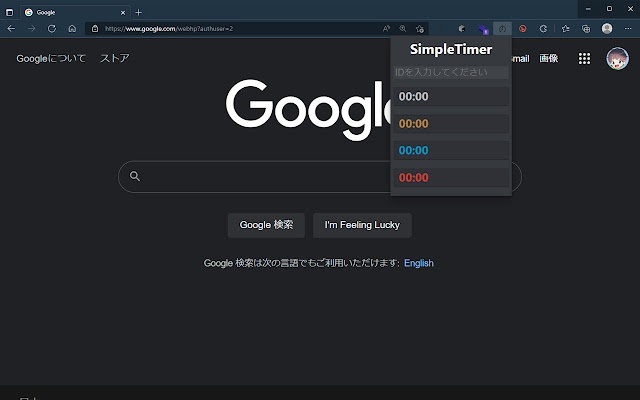 Google
https://www.google.com/webhp?authuser=2
SimpleTimer
Googleについて ストア
画像
IDを入力してください
00:00
00:00
00:00
00:00
Google 検索 I'm Feeling Lucky
Google 検索は次の言語でもご利用いただけます: English